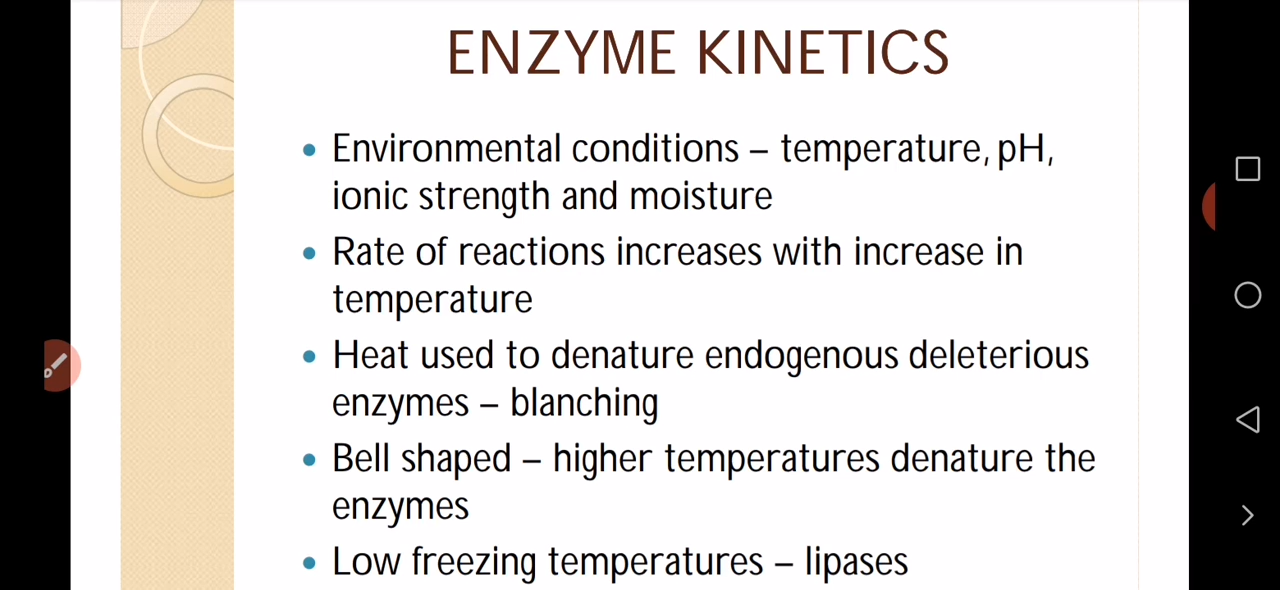 ENZYME KINETICS
• Environmental conditions – temperature, pH,
ionic strength and moisture
• Rate of reactions increases with increase in
temperature
• Heat used to denature endogenous deleterious
enzymes – blanching
• Bell shaped – higher temperatures denature the
enzymes
• Low freezing temperatures – lipases